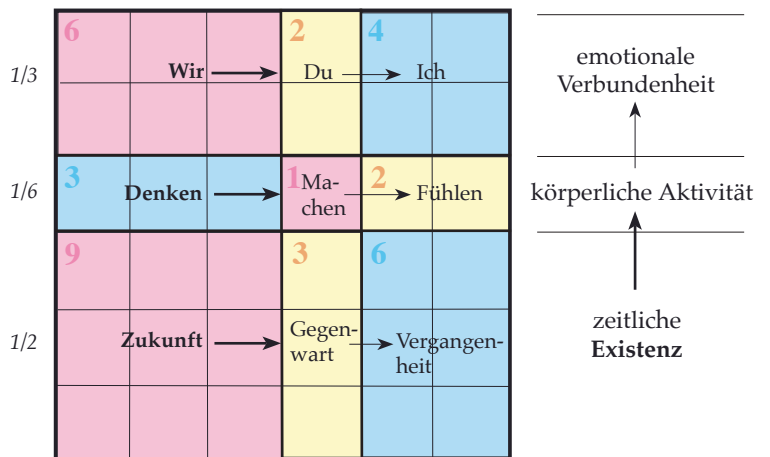 6 2 4
1/3 Wir Du Ich
emotionale
Verbundenheit
3 1 2
1/6 Denken Ma-
chen Fühlen
körperliche Aktivität
9 3 6
1/2 Zukunft Gegen-
wart Vergangen-
heit
zeitliche
Existenz